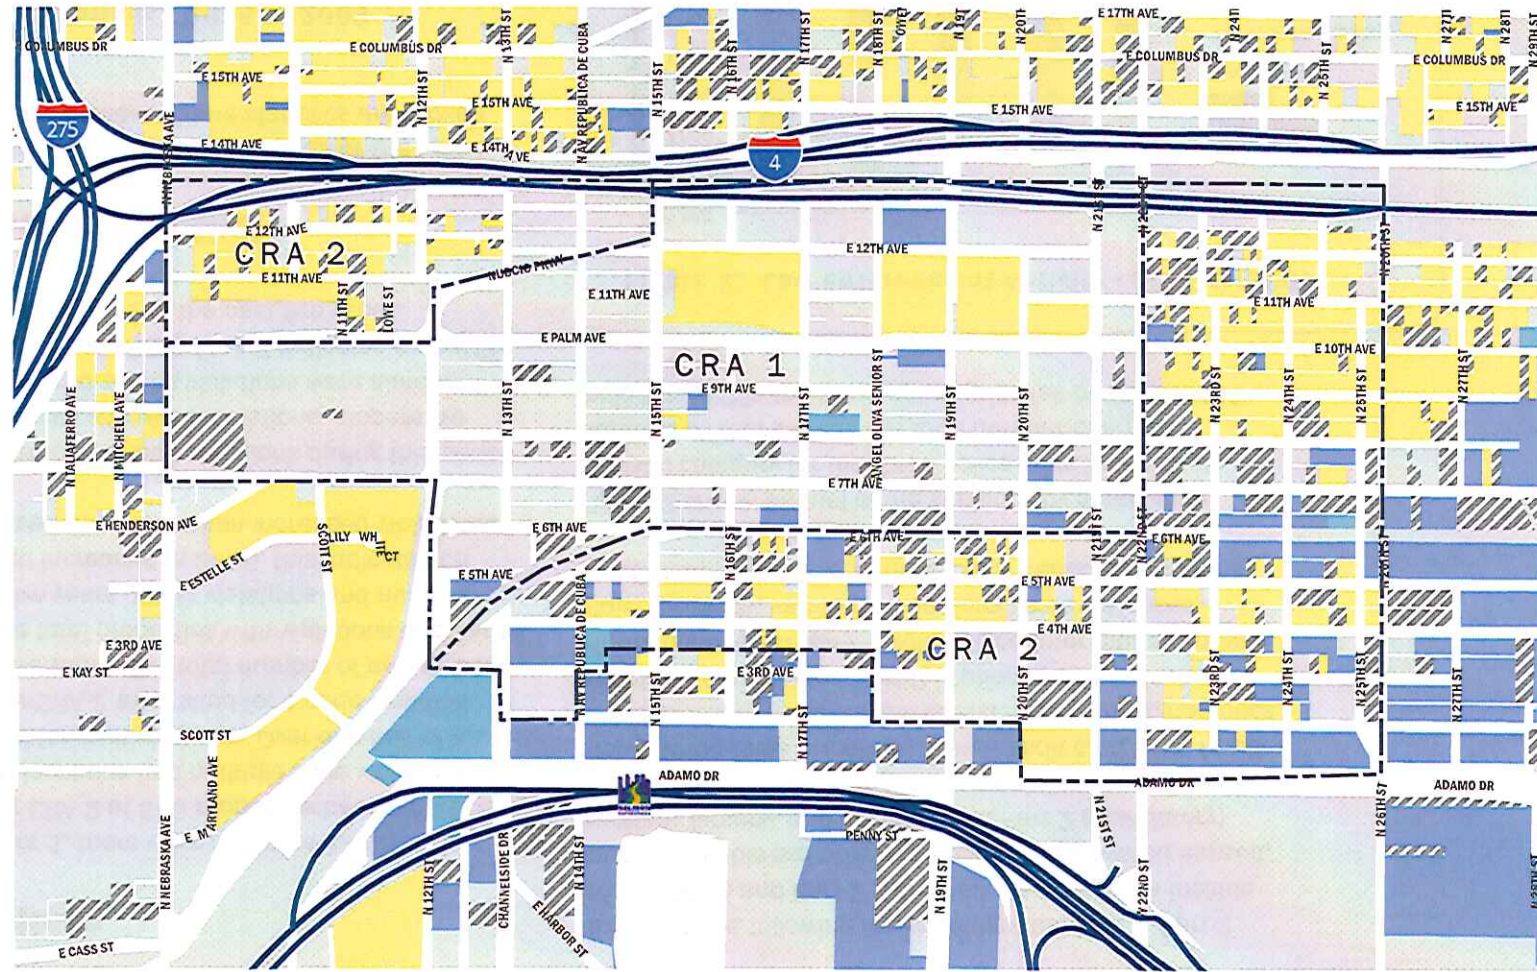 E 17TH AVE
E COLUMBUS DR
E COLUMBUS DR
E COLUMBUS DR
E COLUMBUS DR
N 12TH ST
N 13TH ST
N AV REPUBLICA DE CUBA
N 15TH ST
N 16TH ST
N 17TH ST
N 18TH ST
N 19T
N 20TH
N 24TH
N 25TH ST
N 27TH
N 28TH
E 15TH AVE
E 15TH AVE
E 15TH AVE
E 15TH AVE
275
E 14TH AVE
E 14TH AVE
4
N NEBRASKA AVE
N 21ST ST
N 26TH ST
E 12TH AVE
CRA 2
E 11TH AVE
N 11TH ST
NUCCIO PKWY
E 12TH AVE
E 11TH AVE
E 11TH AVE
E PALM AVE
E 10TH AVE
CRA 1
E 9TH AVE
N TALIAFERRO AVE
N MITCHELL AVE
N 13TH ST
N 15TH ST
N 17TH ST
ANGEL OLIVA SENIOR ST
N 19TH ST
N 20TH ST
N 23RD ST
N 24TH ST
N 25TH ST
N 27TH ST
E 7TH AVE
E HENDERSON AVE
E 6TH AVE
E 6TH AVE
E 6TH AVE
N 16TH ST
N 21ST ST
N 22ND ST
N 26TH ST
SCOTT ST
LILY WHITE CT
E ESTELLE ST
E 5TH AVE
E 5TH AVE
E 4TH AVE
N AV REPUBLICA DE CUBA
CRA 2
E 3RD AVE
E 3RD AVE
E KAY ST
N 15TH ST
N 17TH ST
N 20TH ST
N 23RD ST
N 24TH ST
N 25TH ST
N 27TH ST
SCOTT ST
E MARYLAND AVE
ADAMO DR
ADAMO DR
ADAMO DR
PENNY ST
N NEBRASKA AVE
N 12TH ST
CHANNELSIDE DR
N 14TH ST
E HARBOR ST
N 19TH ST
N 21ST ST
22ND ST
N 26TH ST
E CASS ST